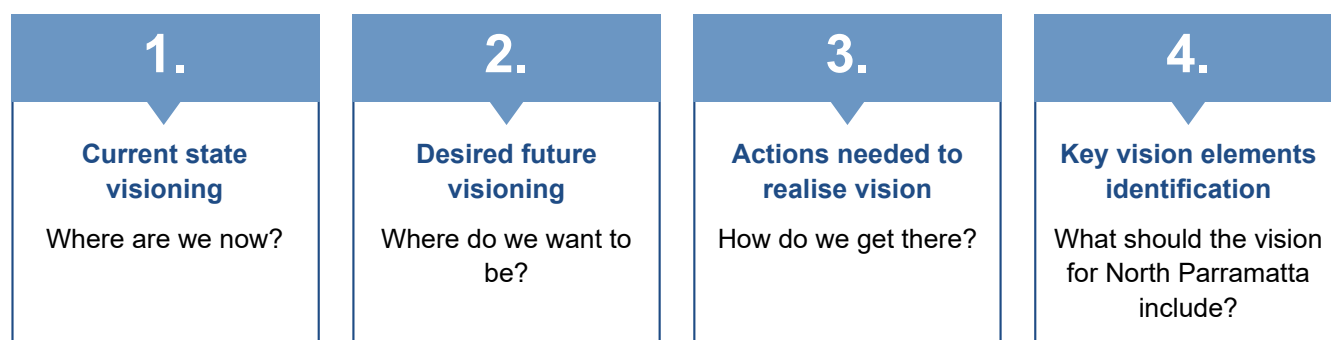 1.
Current state
visioning
Where are we now?
2.
Desired future
visioning
Where do we want to
be?
3.
Actions needed to
realise vision
How do we get there?
4.
Key vision elements
identification
What should the vision
for North Parramatta
include?